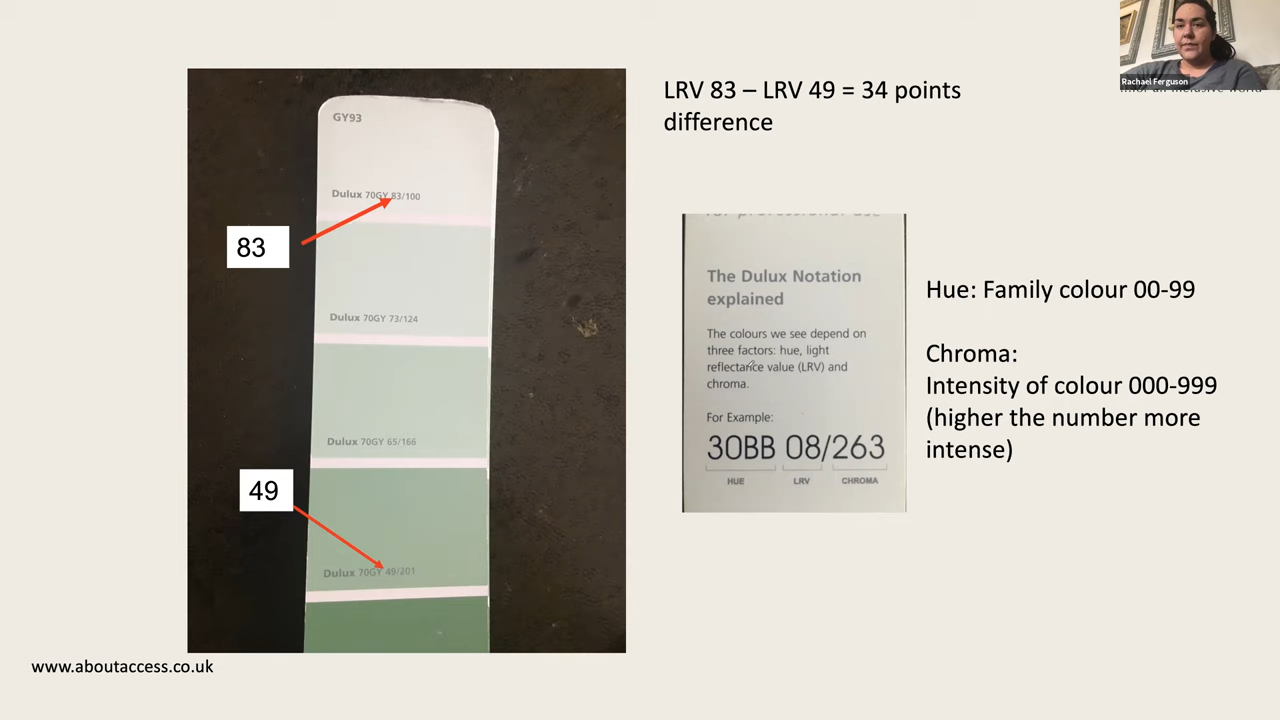 Rachael Ferguson
LRV 83 – LRV 49 = 34 points
difference
GY93
Dulux 70GY 83/100
83
Dulux 70GY 73/124
Dulux 70GY 65/166
49
Dulux 70GY 49/201
for professional use
The Dulux Notation
explained
The colours we see depend on
three factors: hue, light
reflectance value (LRV) and
chroma.
For Example:
30BB 08/263
HUE LRV CHROMA
Hue: Family colour 00-99
Chroma:
Intensity of colour 000-999
(higher the number more
intense)
www.aboutaccess.co.uk